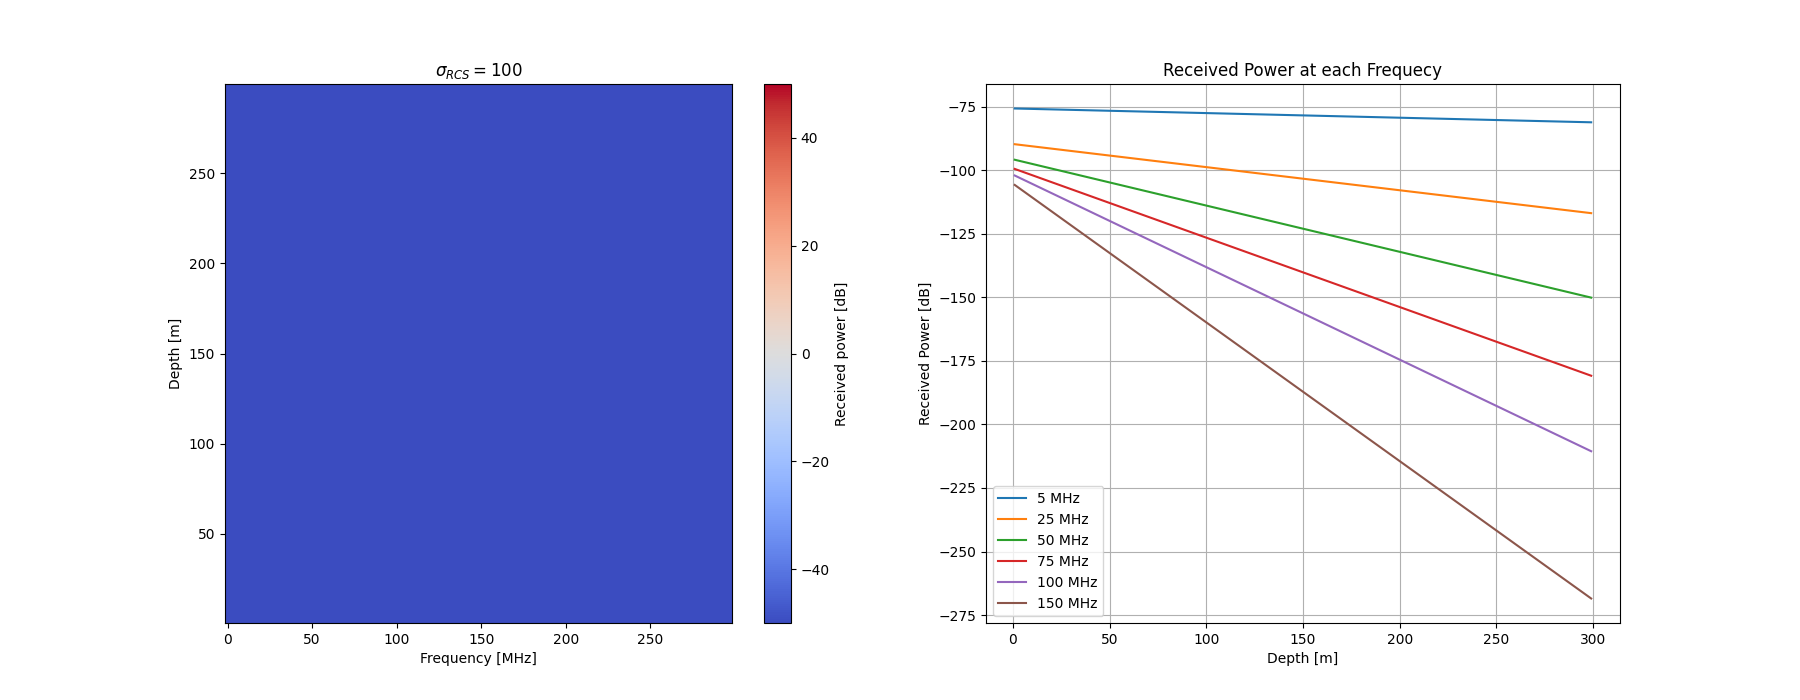 σ_RCS = 100
250
200
150
100
50
Depth [m]
0 50 100 150 200 250
Frequency [MHz]
40
20
0
−20
−40
Received power [dB]
Received Power at each Frequecy
−75
−100
−125
−150
−175
−200
−225
−250
−275
Received Power [dB]
5 MHz
25 MHz
50 MHz
75 MHz
100 MHz
150 MHz
0 50 100 150 200 250 300
Depth [m]